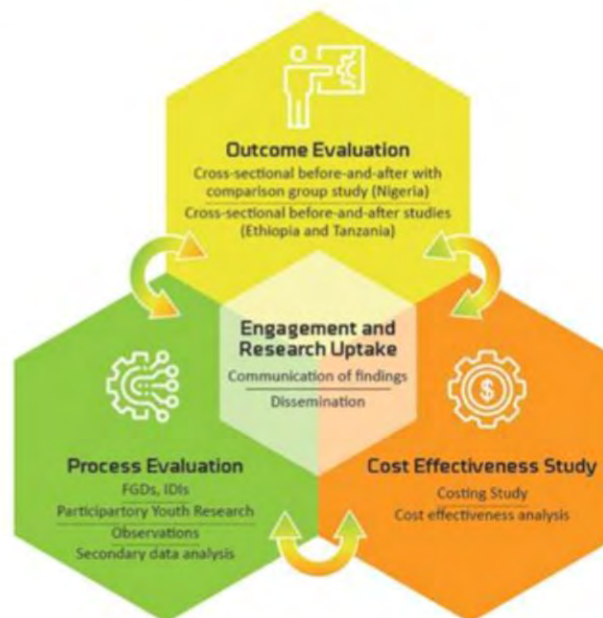 Outcome Evaluation
Cross-sectional before-and-after with
comparison group study (Nigeria)
Cross-sectional before-and-after studies
(Ethiopia and Tanzania)
Engagement and
Research Uptake
Communication of findings
Dissemination
Process Evaluation
FGDs, IDIs
Participartory Youth Research
Observations
Secondary data analysis
$
Cost Effectiveness Study
Costing Study
Cost effectiveness analysis